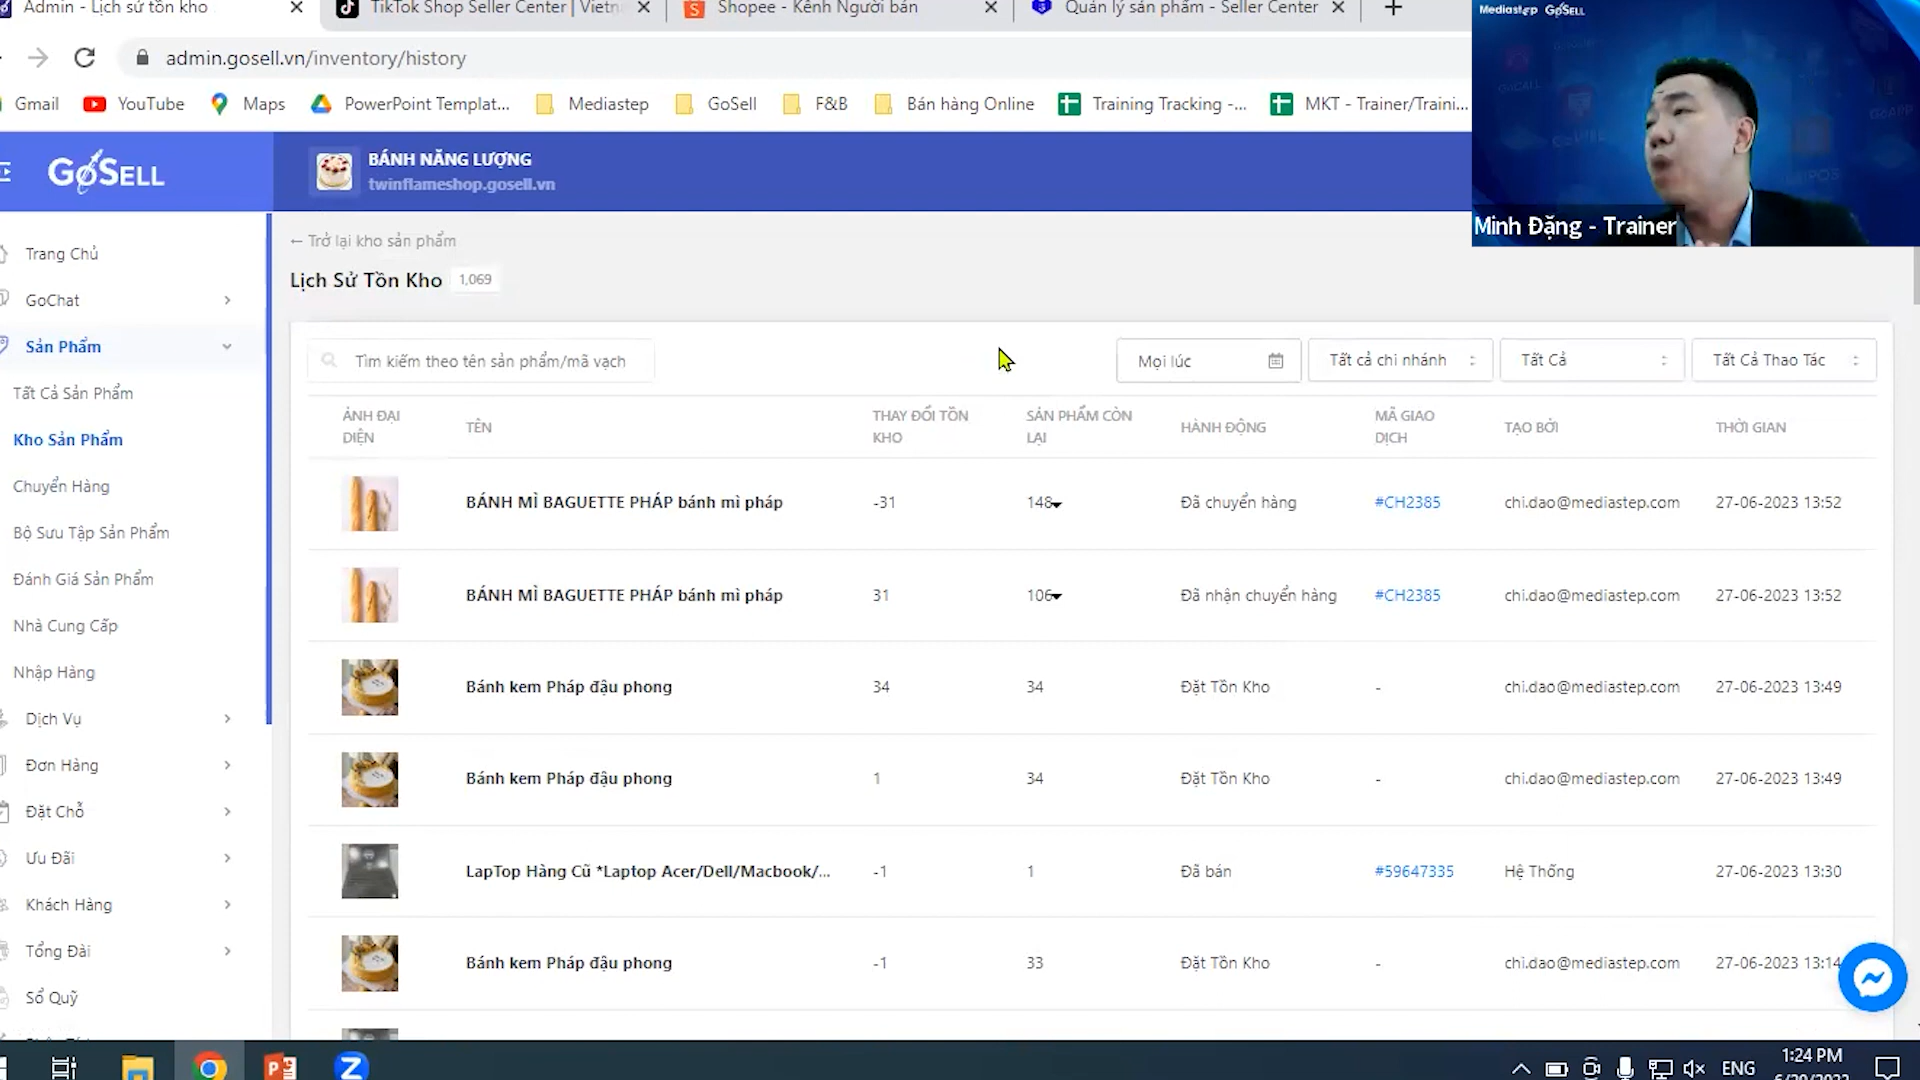 Admin - Lịch sử tồn kho
TikTok Shop Seller Center | Vietna
Shopee - Kênh Người bán
Quản lý sản phẩm - Seller Center
admin.gosell.vn/inventory/history
Gmail
YouTube
Maps
PowerPoint Templat...
Mediastep
GoSell
F&B
Bán hàng Online
Training Tracking -...
MKT - Trainer/Traini...
Mediastep GoSELL
Minh Đặng - Trainer
GoSELL
BÁNH NĂNG LƯỢNG
twinflameshop.gosell.vn
Trang Chủ
GoChat
Sản Phẩm
Tất Cả Sản Phẩm
Kho Sản Phẩm
Chuyển Hàng
Bộ Sưu Tập Sản Phẩm
Đánh Giá Sản Phẩm
Nhà Cung Cấp
Nhập Hàng
Dịch Vụ
Đơn Hàng
Đặt Chỗ
Ưu Đãi
Khách Hàng
Tổng Đài
Sổ Quỹ
← Trở lại kho sản phẩm
Lịch Sử Tồn Kho 1,069
Tìm kiếm theo tên sản phẩm/mã vạch
Mọi lúc
Tất cả chi nhánh
Tất Cả
Tất Cả Thao Tác
ẢNH ĐẠI DIỆN TÊN THAY ĐỔI TỒN KHO SẢN PHẨM CÒN LẠI HÀNH ĐỘNG MÃ GIAO DỊCH TẠO BỞI THỜI GIAN
BÁNH MÌ BAGUETTE PHÁP bánh mì pháp -31 148 Đã chuyển hàng #CH2385 chi.dao@mediastep.com 27-06-2023 13:52
BÁNH MÌ BAGUETTE PHÁP bánh mì pháp 31 106 Đã nhận chuyển hàng #CH2385 chi.dao@mediastep.com 27-06-2023 13:52
Bánh kem Pháp đậu phong 34 34 Đặt Tồn Kho - chi.dao@mediastep.com 27-06-2023 13:49
Bánh kem Pháp đậu phong 1 34 Đặt Tồn Kho - chi.dao@mediastep.com 27-06-2023 13:49
LapTop Hàng Cũ *Laptop Acer/Dell/Macbook/... -1 1 Đã bán #59647335 Hệ Thống 27-06-2023 13:30
Bánh kem Pháp đậu phong -1 33 Đặt Tồn Kho - chi.dao@mediastep.com 27-06-2023 13:14
ENG
1:24 PM